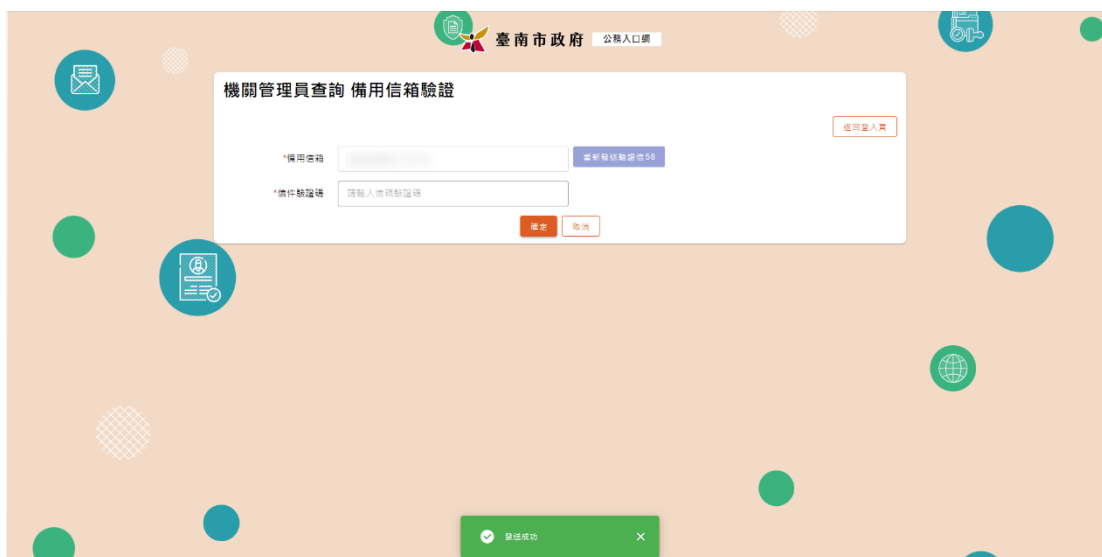 臺南市政府 公務入口網
機關管理員查詢 備用信箱驗證
返回登入頁
*備用信箱
重新發送驗證信58
*信件驗證碼 請輸入信箱驗證碼
確定 取消
發送成功